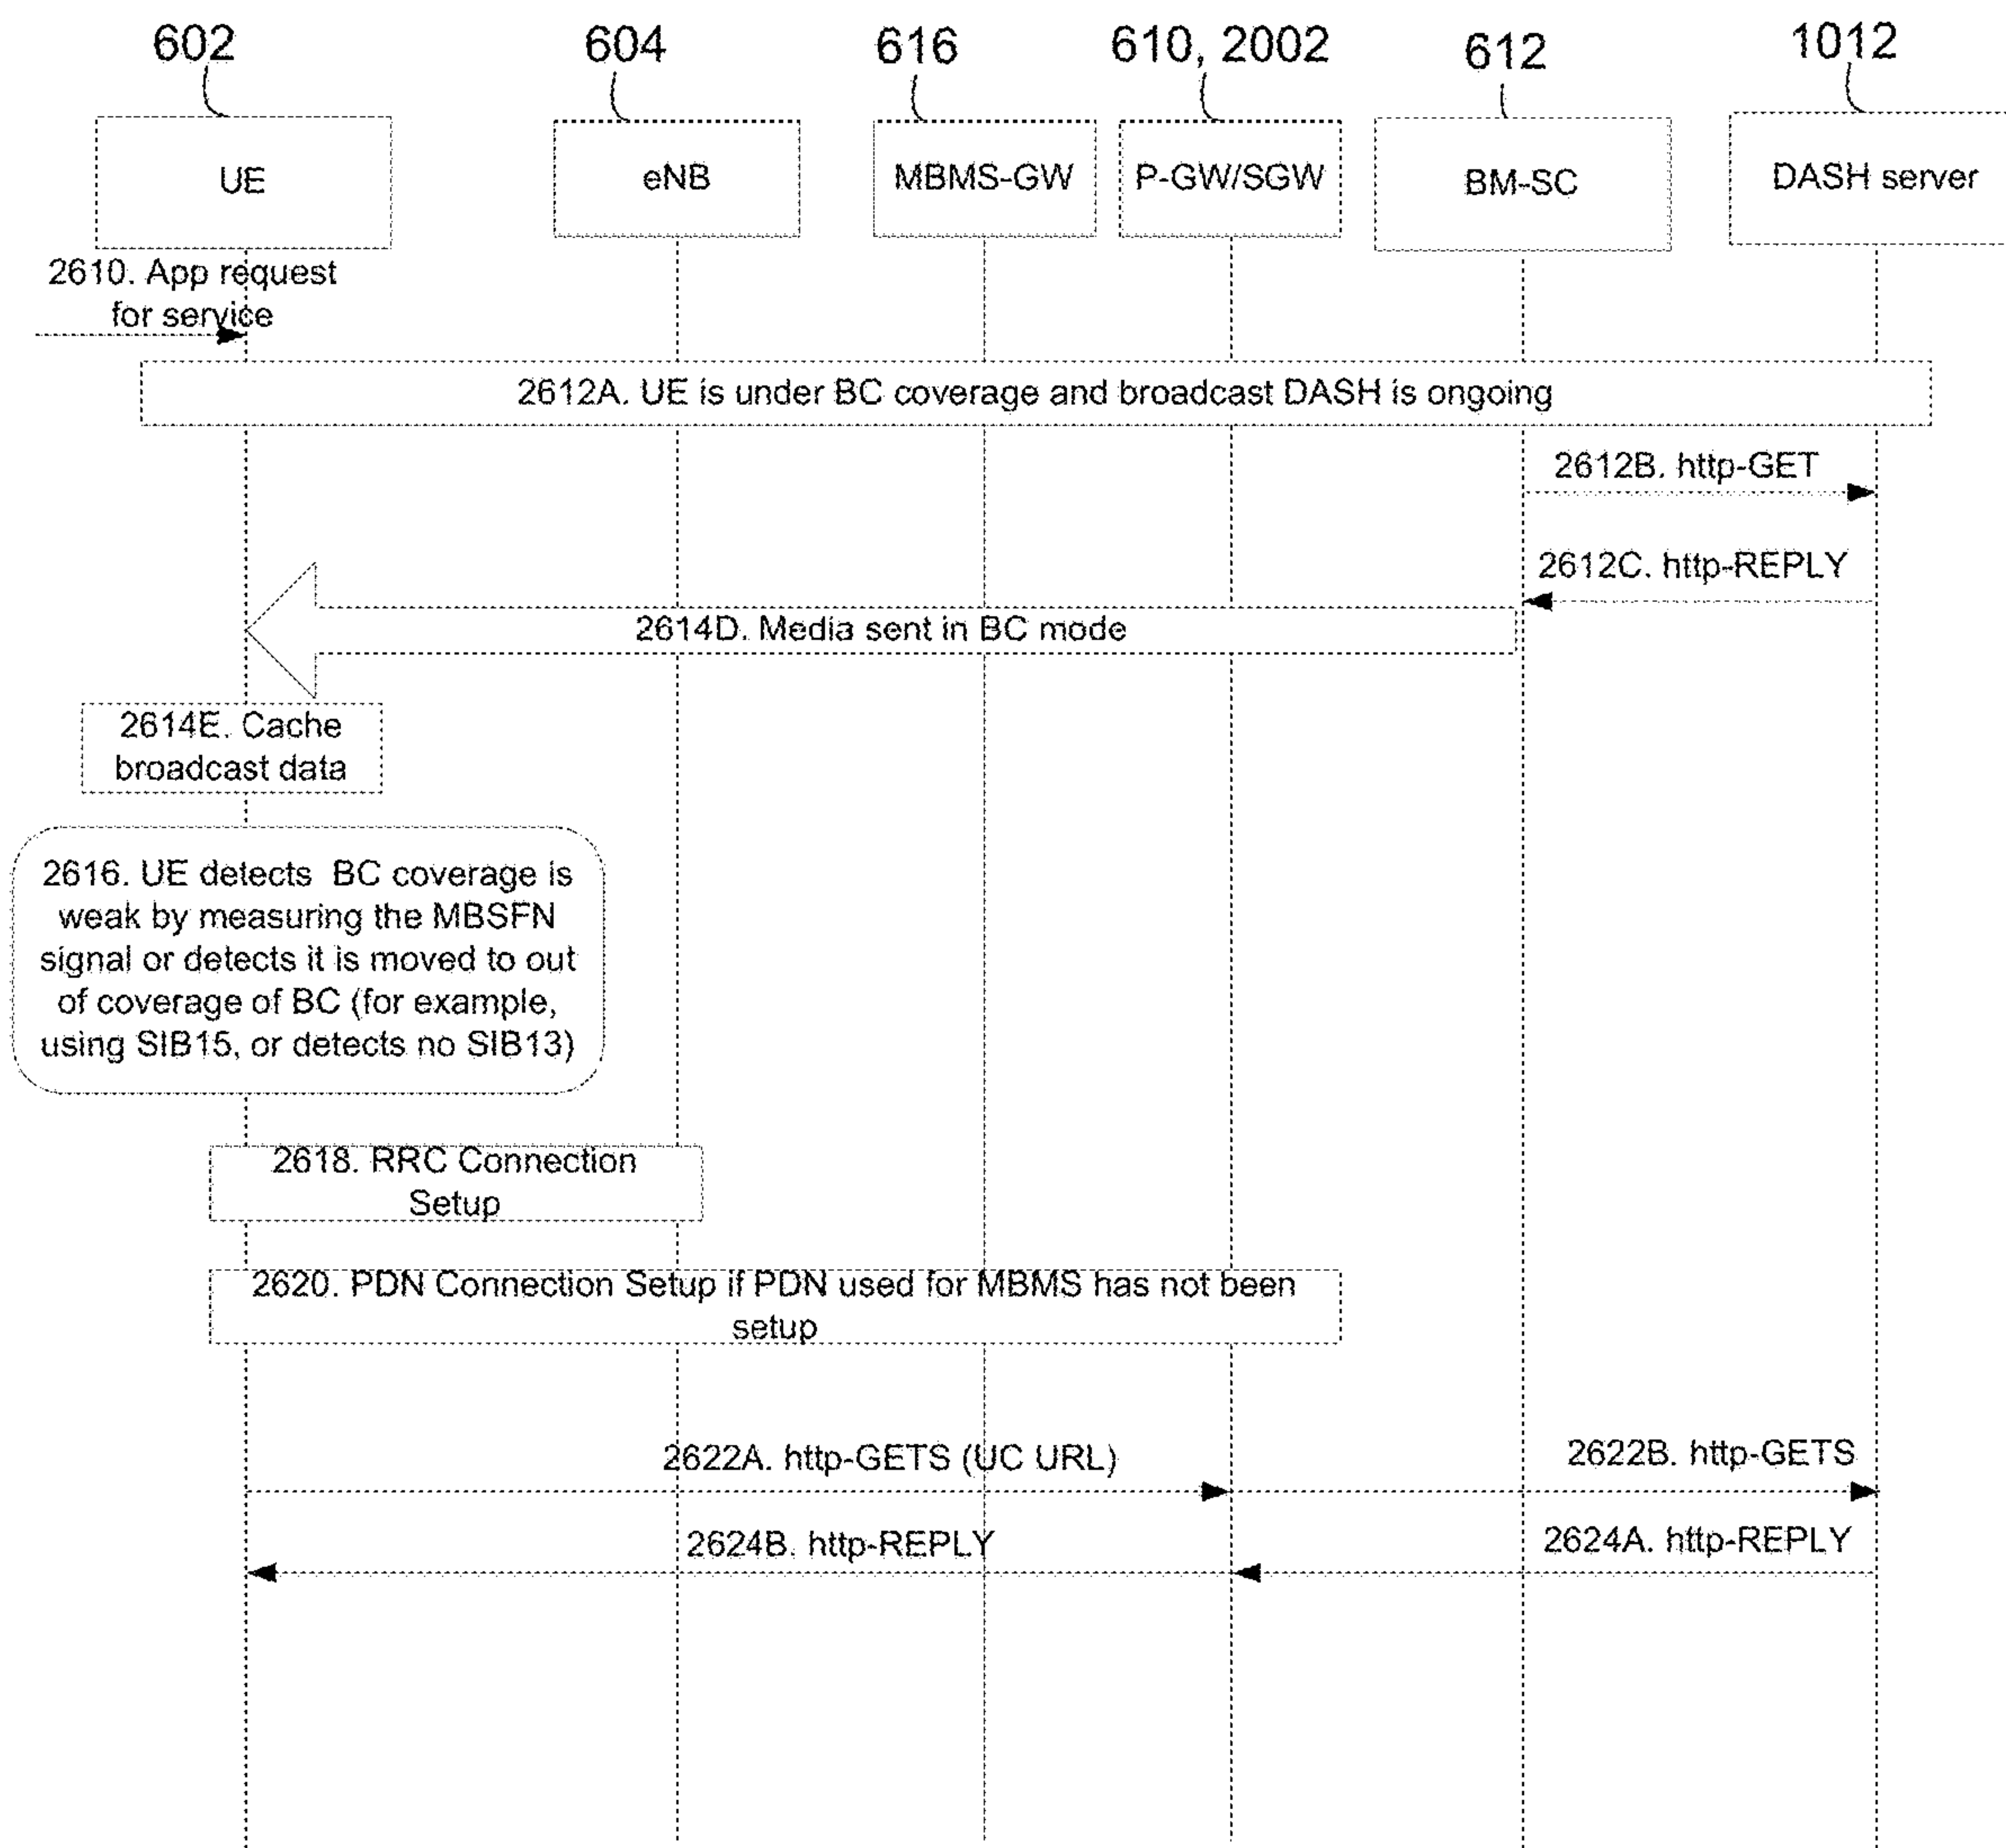 602
604
616
610, 2002
612
1012
UE
eNB
MBMS-GW
P-GW/SGW
BM-SC
DASH server
2610. App request
for service
2612A. UE is under BC coverage and broadcast DASH is ongoing
2612B. http-GET
2612C. http-REPLY
2614D. Media sent in BC mode
2614E. Cache
broadcast data
2616. UE detects BC coverage is
weak by measuring the MBSFN
signal or detects it is moved to out
of coverage of BC (for example,
using SIB15, or detects no SIB13)
2618. RRC Connection
Setup
2620. PDN Connection Setup if PDN used for MBMS has not been
setup
2622A. http-GETS (UC URL)
2622B. http-GETS
2624B. http-REPLY
2624A. http-REPLY